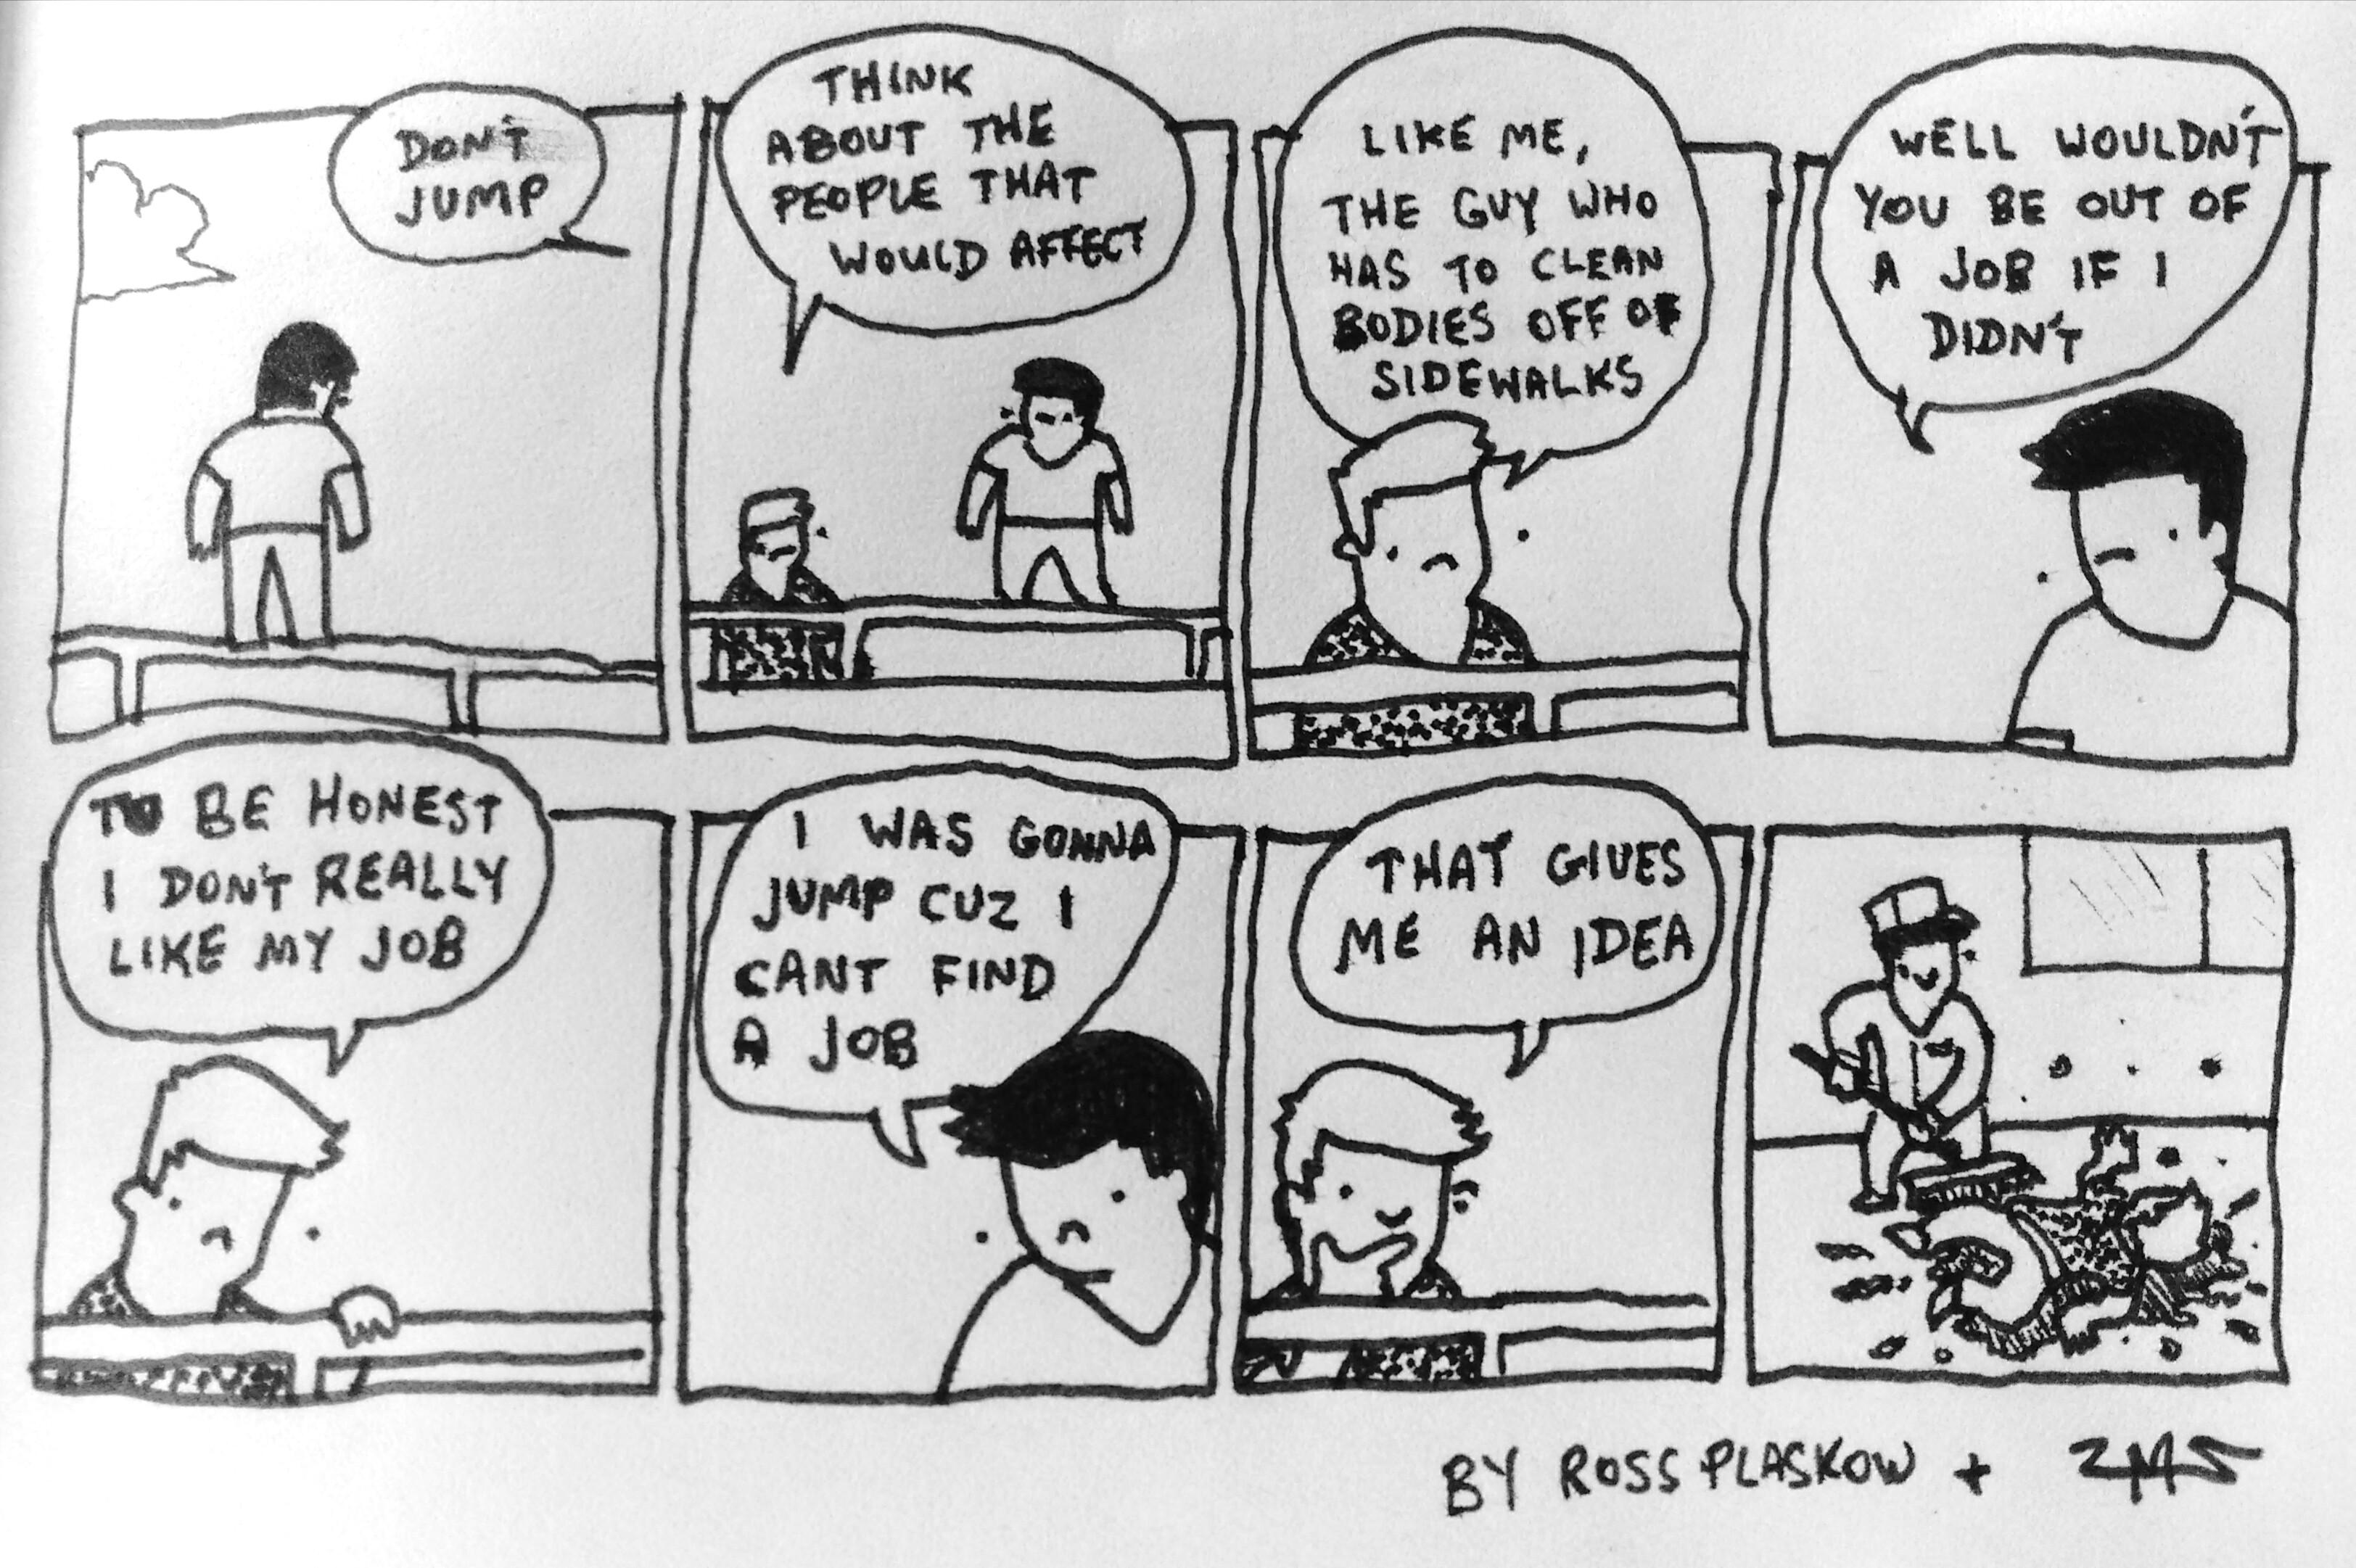 DON'T
JUMP
THINK
ABOUT THE
PEOPLE THAT
WOULD AFFECT
LIKE ME,
THE GUY WHO
HAS TO CLEAN
BODIES OFF OF
SIDEWALKS
WELL WOULDN'T
YOU BE OUT OF
A JOB IF I
DIDN'T
TO BE HONEST
I DON'T REALLY
LIKE MY JOB
I WAS GONNA
JUMP CUZ I
CANT FIND
A JOB
THAT GIVES
ME AN IDEA
BY ROSS PLASKOW +